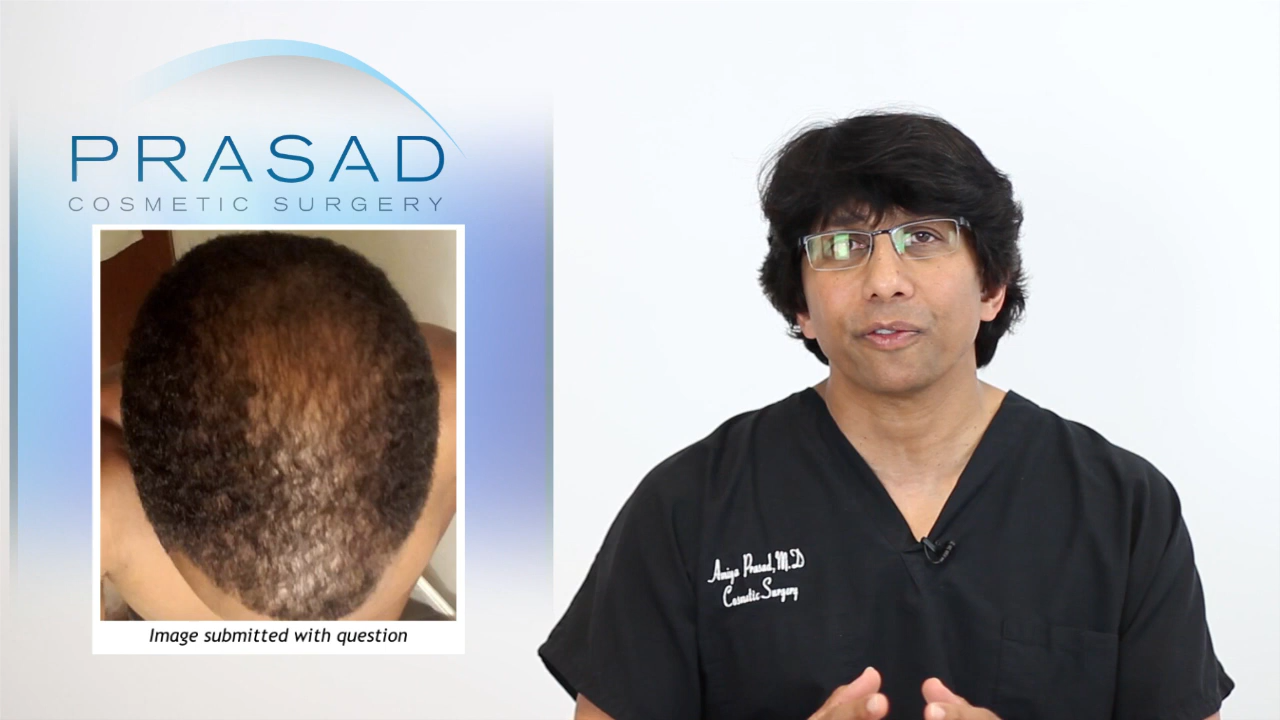 PRASAD
COSMETIC SURGERY
Image submitted with question
Amiya Prasad, M.D
Cosmetic Surgery